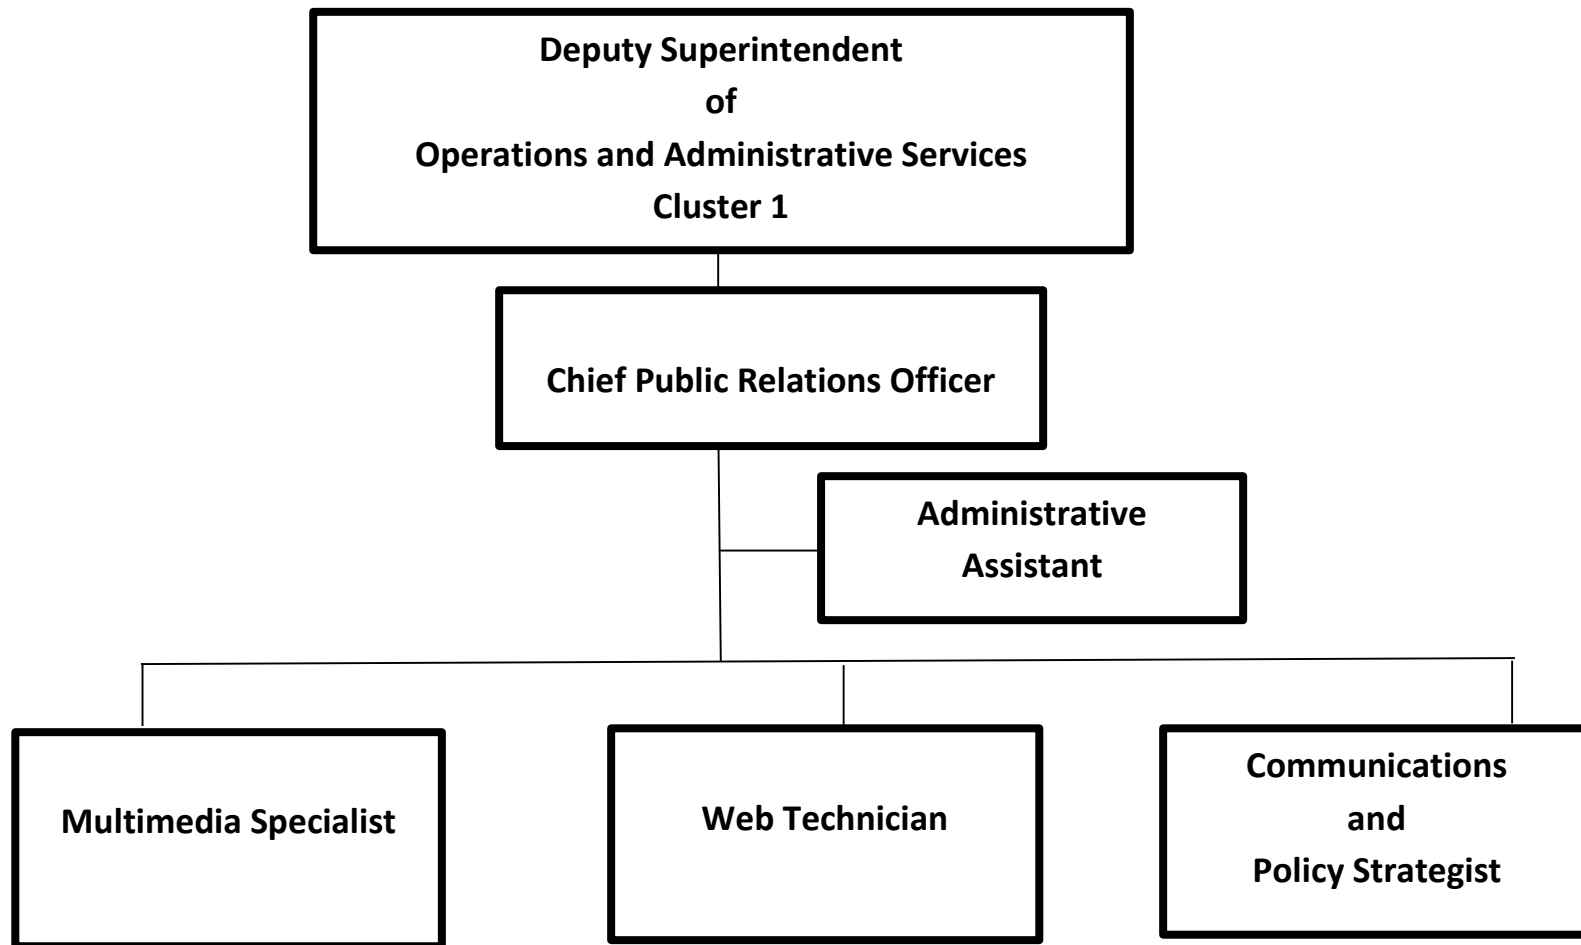 Deputy Superintendent
of
Operations and Administrative Services
Cluster 1
Chief Public Relations Officer
Administrative
Assistant
Multimedia Specialist
Web Technician
Communications
and
Policy Strategist